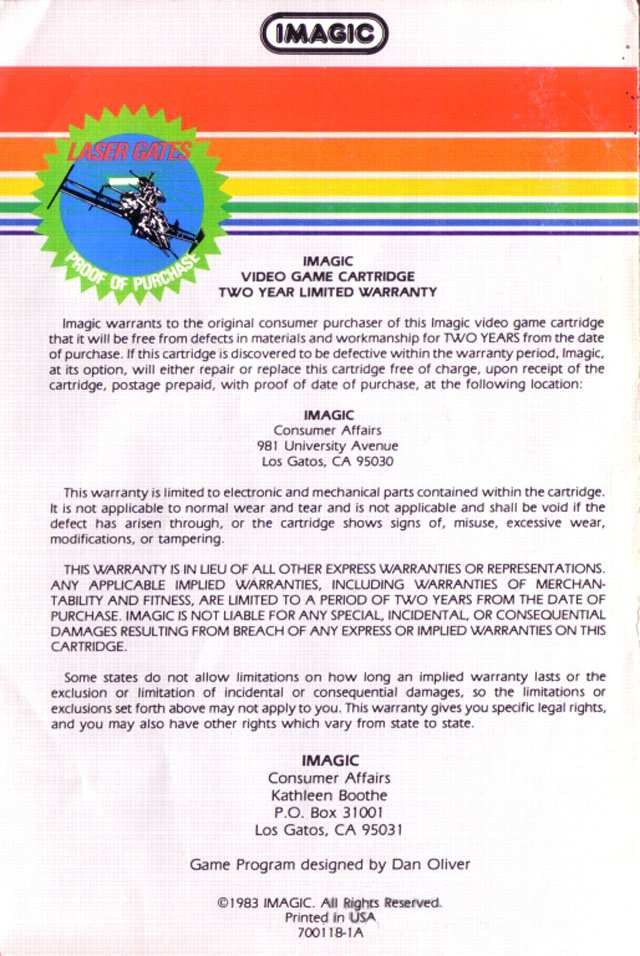 IMAGIC
LASER GATES
PROOF OF PURCHASE
IMAGIC
VIDEO GAME CARTRIDGE
TWO YEAR LIMITED WARRANTY
Imagic warrants to the original consumer purchaser of this Imagic video game cartridge
that it will be free from defects in materials and workmanship for TWO YEARS from the date
of purchase. If this cartridge is discovered to be defective within the warranty period, Imagic,
at its option, will either repair or replace this cartridge free of charge, upon receipt of the
cartridge, postage prepaid, with proof of date of purchase, at the following location:
IMAGIC
Consumer Affairs
981 University Avenue
Los Gatos, CA 95030
This warranty is limited to electronic and mechanical parts contained within the cartridge.
It is not applicable to normal wear and tear and is not applicable and shall be void if the
defect has arisen through, or the cartridge shows signs of, misuse, excessive wear,
modifications, or tampering.
THIS WARRANTY IS IN LIEU OF ALL OTHER EXPRESS WARRANTIES OR REPRESENTATIONS.
ANY APPLICABLE IMPLIED WARRANTIES, INCLUDING WARRANTIES OF MERCHAN-
TABILITY AND FITNESS, ARE LIMITED TO A PERIOD OF TWO YEARS FROM THE DATE OF
PURCHASE. IMAGIC IS NOT LIABLE FOR ANY SPECIAL, INCIDENTAL, OR CONSEQUENTIAL
DAMAGES RESULTING FROM BREACH OF ANY EXPRESS OR IMPLIED WARRANTIES ON THIS
CARTRIDGE.
Some states do not allow limitations on how long an implied warranty lasts or the
exclusion or limitation of incidental or consequential damages, so the limitations or
exclusions set forth above may not apply to you. This warranty gives you specific legal rights,
and you may also have other rights which vary from state to state.
IMAGIC
Consumer Affairs
Kathleen Boothe
P.O. Box 31001
Los Gatos, CA 95031
Game Program designed by Dan Oliver
©1983 IMAGIC. All Rights Reserved.
Printed in USA
700118-1A